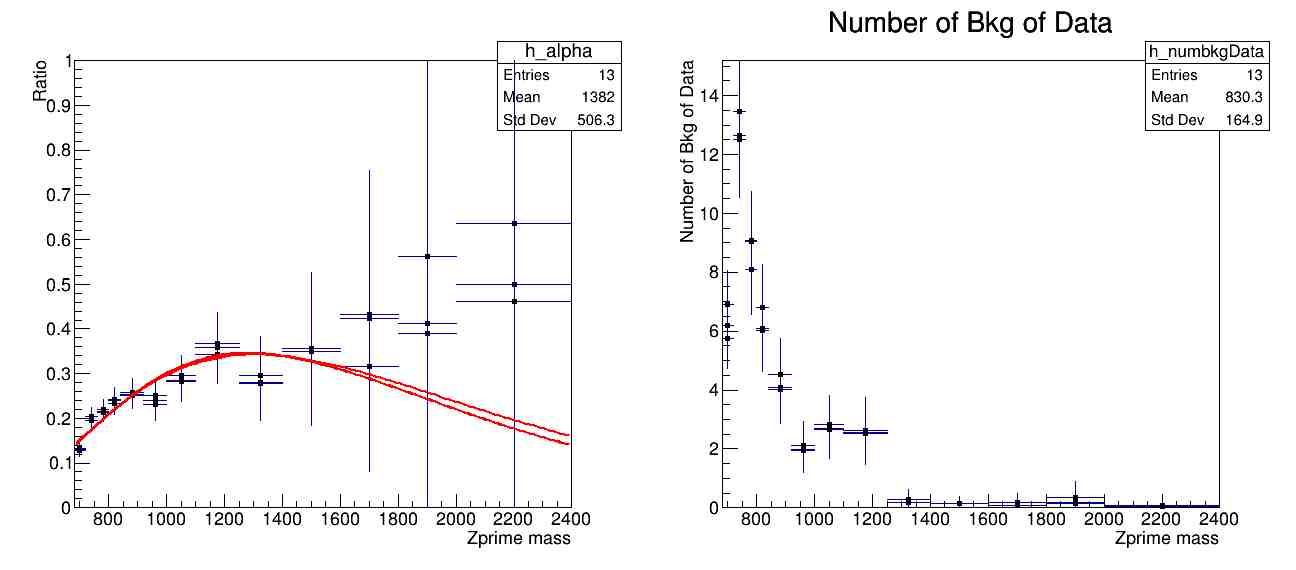 h_alpha
Entries 13
Mean 1382
Std Dev 506.3
Ratio
1
0.9
0.8
0.7
0.6
0.5
0.4
0.3
0.2
0.1
0
800 1000 1200 1400 1600 1800 2000 2200 2400
Zprime mass
Number of Bkg of Data
h_numbkgData
Entries 13
Mean 830.3
Std Dev 164.9
Number of Bkg of Data
14
12
10
8
6
4
2
0
800 1000 1200 1400 1600 1800 2000 2200 2400
Zprime mass